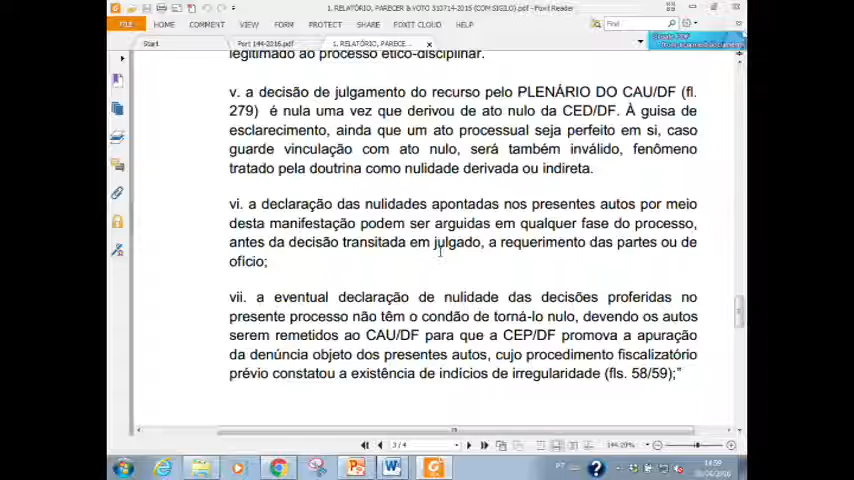 1. RELATÓRIO, PARECER & VOTO 310714-2015 (COM SIGILO).pdf - Foxit Reader
FILE HOME COMMENT VIEW FORM PROTECT SHARE FOXIT CLOUD HELP
Find
Start Port 144-2016.pdf 1. RELATÓRIO, PARECE...
legitimado ao processo ético-disciplinar.
v. a decisão de julgamento do recurso pelo PLENÁRIO DO CAU/DF (fl.
279) é nula uma vez que derivou de ato nulo da CED/DF. À guisa de
esclarecimento, ainda que um ato processual seja perfeito em si, caso
guarde vinculação com ato nulo, será também inválido, fenômeno
tratado pela doutrina como nulidade derivada ou indireta.
vi. a declaração das nulidades apontadas nos presentes autos por meio
desta manifestação podem ser arguidas em qualquer fase do processo,
antes da decisão transitada em julgado, a requerimento das partes ou de
ofício;
vii. a eventual declaração de nulidade das decisões proferidas no
presente processo não têm o condão de torná-lo nulo, devendo os autos
serem remetidos ao CAU/DF para que a CEP/DF promova a apuração
da denúncia objeto dos presentes autos, cujo procedimento fiscalizatório
prévio constatou a existência de indícios de irregularidade (fls. 58/59);”
3 / 4 144.29%
PT 14:59